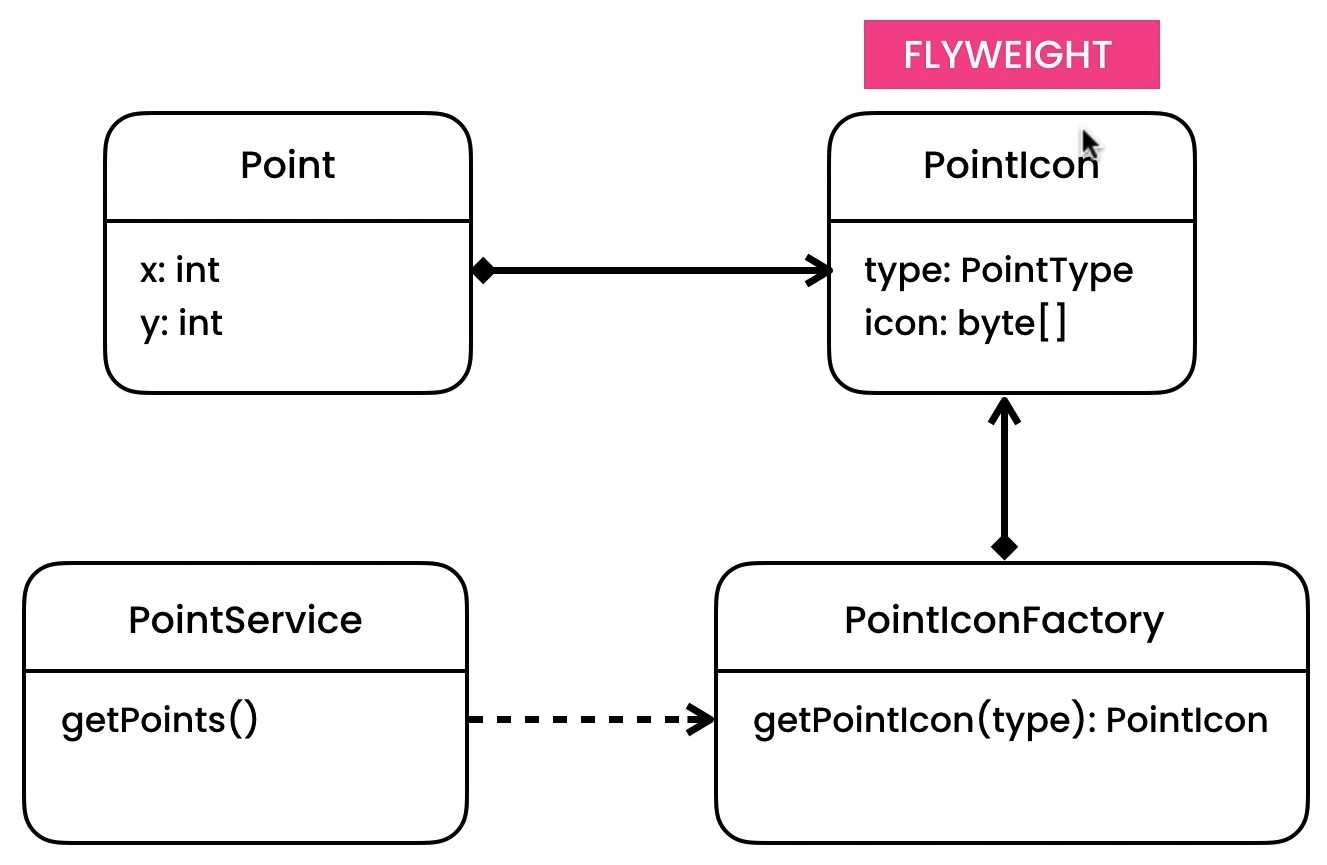 FLYWEIGHT
Point
x: int
y: int
PointIcon
type: PointType
icon: byte[]
PointService
getPoints()
PointIconFactory
getPointIcon(type): PointIcon